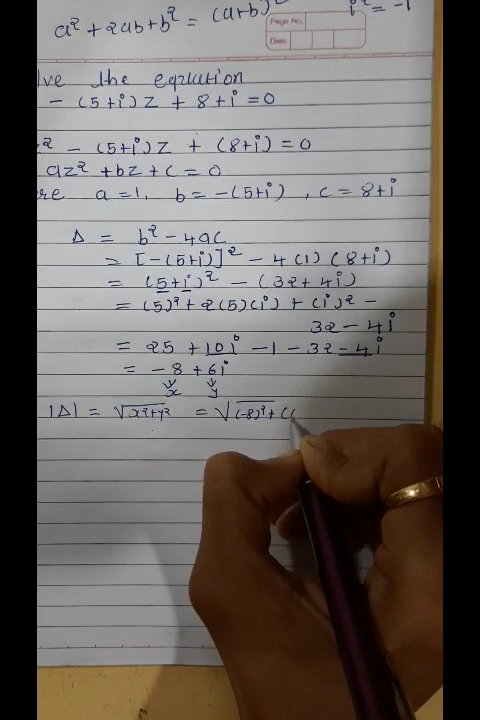 a² + 2ab + b² = (a+b)
i² = -1
Page No.
Date
lve the equation
- (5+i)z + 8+i = 0
² - (5+i)z + (8+i) = 0
az² + bz + c = 0
re a = 1, b = -(5+i), c = 8+i
Δ = b² - 4ac
= [-(5+i)]² - 4(1)(8+i)
= (5+i)² - (32+4i)
= (5)² + 2(5)(i) + (i)² -
32 - 4i
= 25 + 10i - 1 - 32 - 4i
= -8 + 6i
x y
|Δ| = √x²+y² = √(-8)²+(